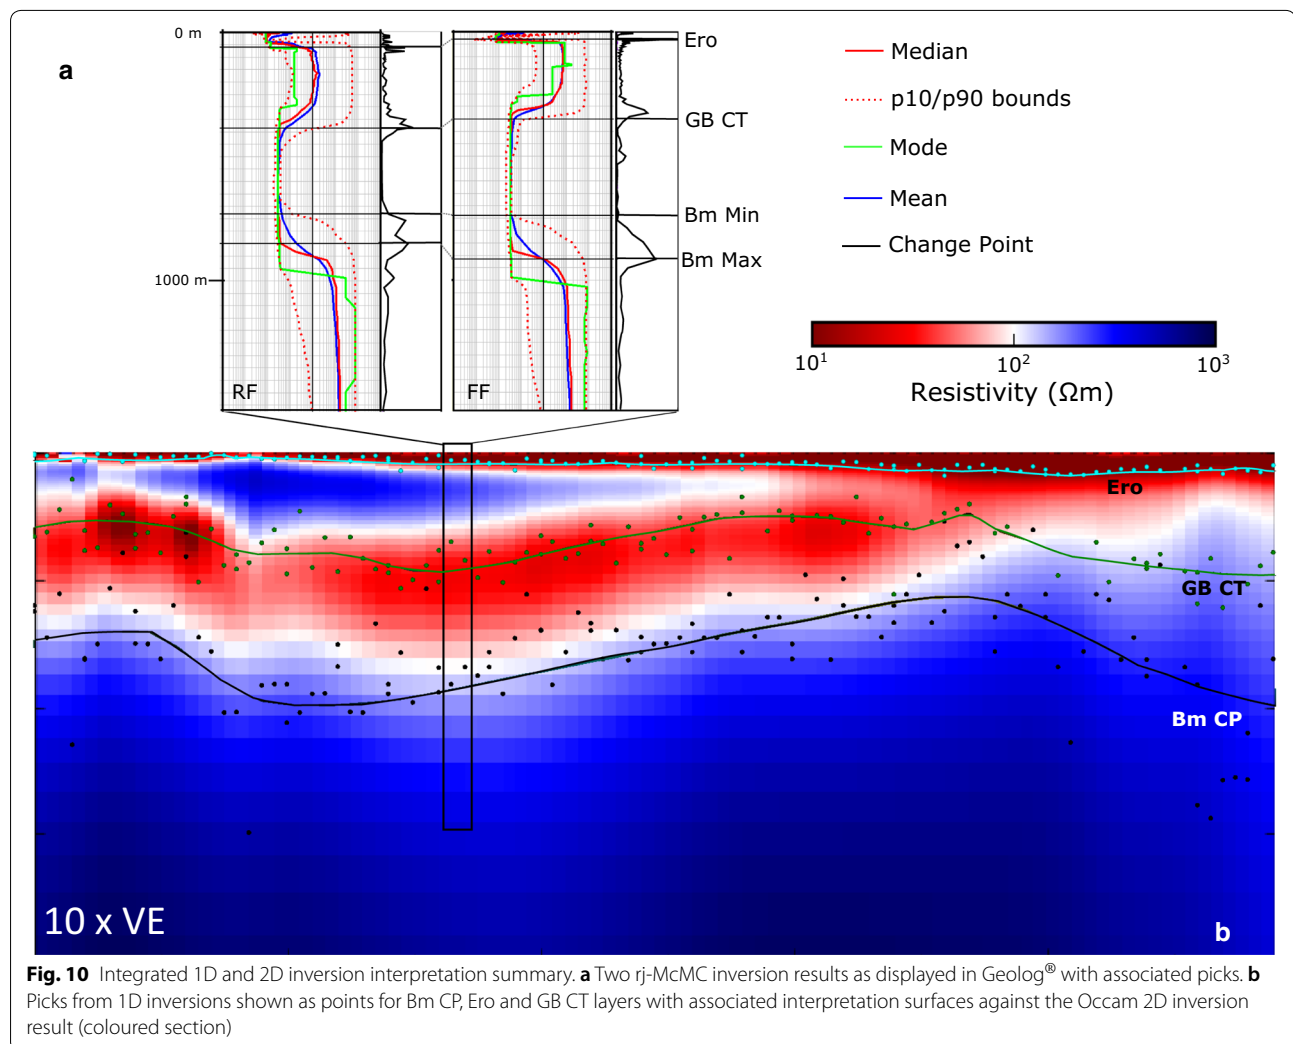 0 m
a
1000 m
RF
FF
Ero
GB CT
Bm Min
Bm Max
Median
p10/p90 bounds
Mode
Mean
Change Point
10¹ 10² 10³
Resistivity (Ωm)
Ero
GB CT
Bm CP
10 x VE
b
Fig. 10 Integrated 1D and 2D inversion interpretation summary. a Two rj-McMC inversion results as displayed in Geolog® with associated picks. b
Picks from 1D inversions shown as points for Bm CP, Ero and GB CT layers with associated interpretation surfaces against the Occam 2D inversion
result (coloured section)